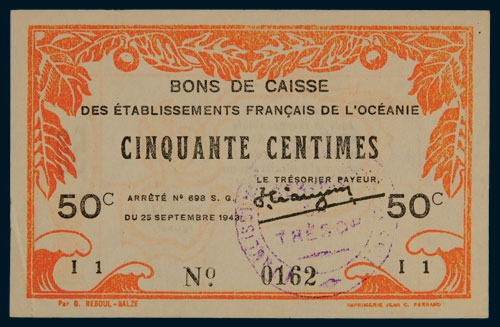 BONS DE CAISSE
DES ÉTABLISSEMENTS FRANÇAIS DE L'OCÉANIE
CINQUANTE CENTIMES
LE TRÉSORIER PAYEUR,
50C
ARRÊTÉ No 698 S. G.
DU 25 SEPTEMBRE 1943
50C
TRÉSOR
I 1
No 0162
I 1
Par G. REBOUL-SALZE
IMPRIMERIE JEAN C. FERRAND